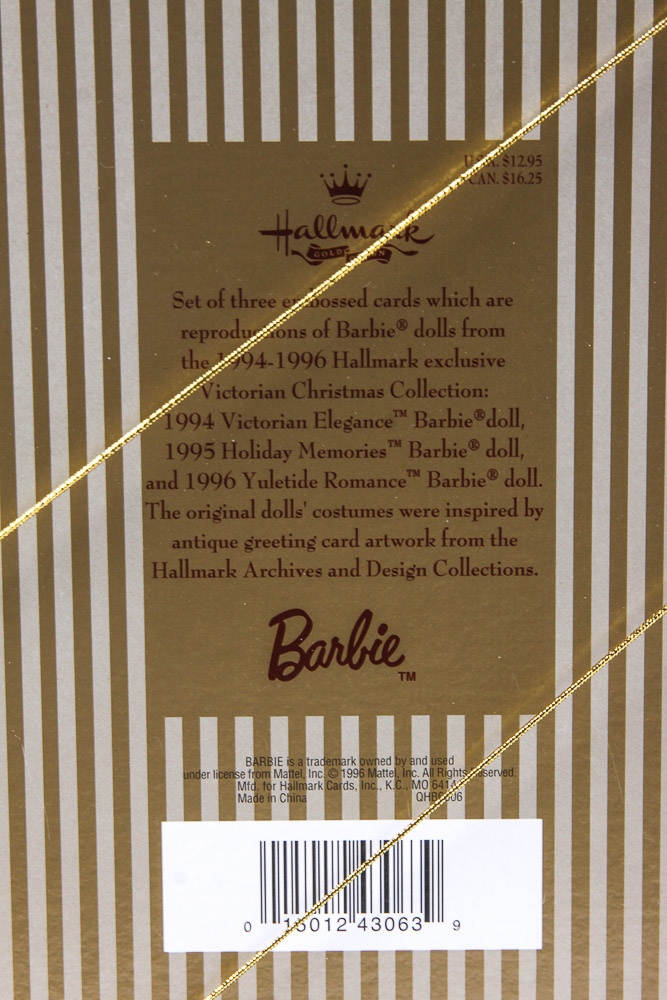 U.S.A. $12.95
CAN. $16.25
Hallmark
GOLD
Set of three embossed cards which are
reproductions of Barbie® dolls from
the 1994-1996 Hallmark exclusive
Victorian Christmas Collection:
1994 Victorian Elegance™ Barbie®doll,
1995 Holiday Memories™ Barbie® doll,
and 1996 Yuletide Romance™ Barbie® doll.
The original dolls' costumes were inspired by
antique greeting card artwork from the
Hallmark Archives and Design Collections.
Barbie™
BARBIE is a trademark owned by and used
under license from Mattel, Inc. © 1996 Mattel, Inc. All Rights Reserved.
Mfd. for Hallmark Cards, Inc., K.C., MO
Made in China
0 15012 43063 9